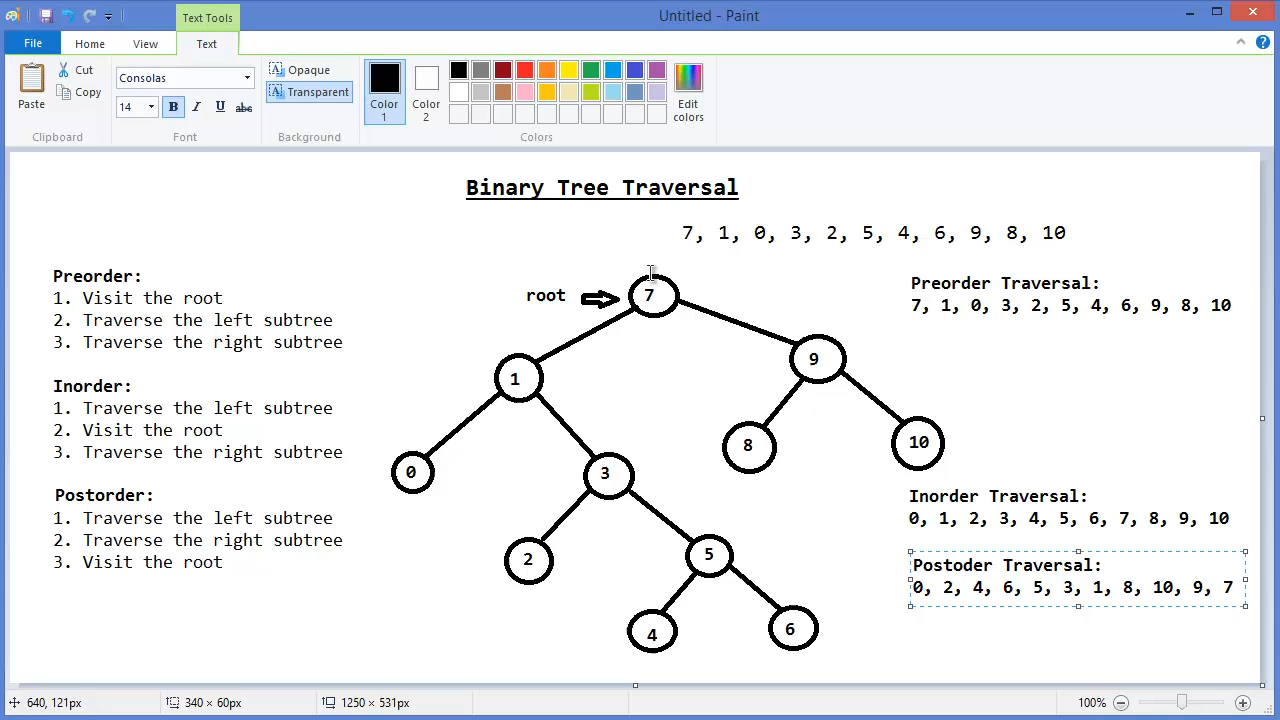 Untitled - Paint
Text Tools
File
Home
View
Text
Paste
Cut
Copy
Clipboard
Consolas
14
B
I
U
abc
Font
A Opaque
A Transparent
Background
Color
1
Color
2
Edit
colors
Colors
Binary Tree Traversal
7, 1, 0, 3, 2, 5, 4, 6, 9, 8, 10
Preorder:
1. Visit the root
2. Traverse the left subtree
3. Traverse the right subtree
Inorder:
1. Traverse the left subtree
2. Visit the root
3. Traverse the right subtree
Postorder:
1. Traverse the left subtree
2. Traverse the right subtree
3. Visit the root
root
7
9
1
8
10
0
3
2
5
4
6
Preorder Traversal:
7, 1, 0, 3, 2, 5, 4, 6, 9, 8, 10
Inorder Traversal:
0, 1, 2, 3, 4, 5, 6, 7, 8, 9, 10
Postoder Traversal:
0, 2, 4, 6, 5, 3, 1, 8, 10, 9, 7
640, 121px
340 × 60px
1250 × 531px
100%